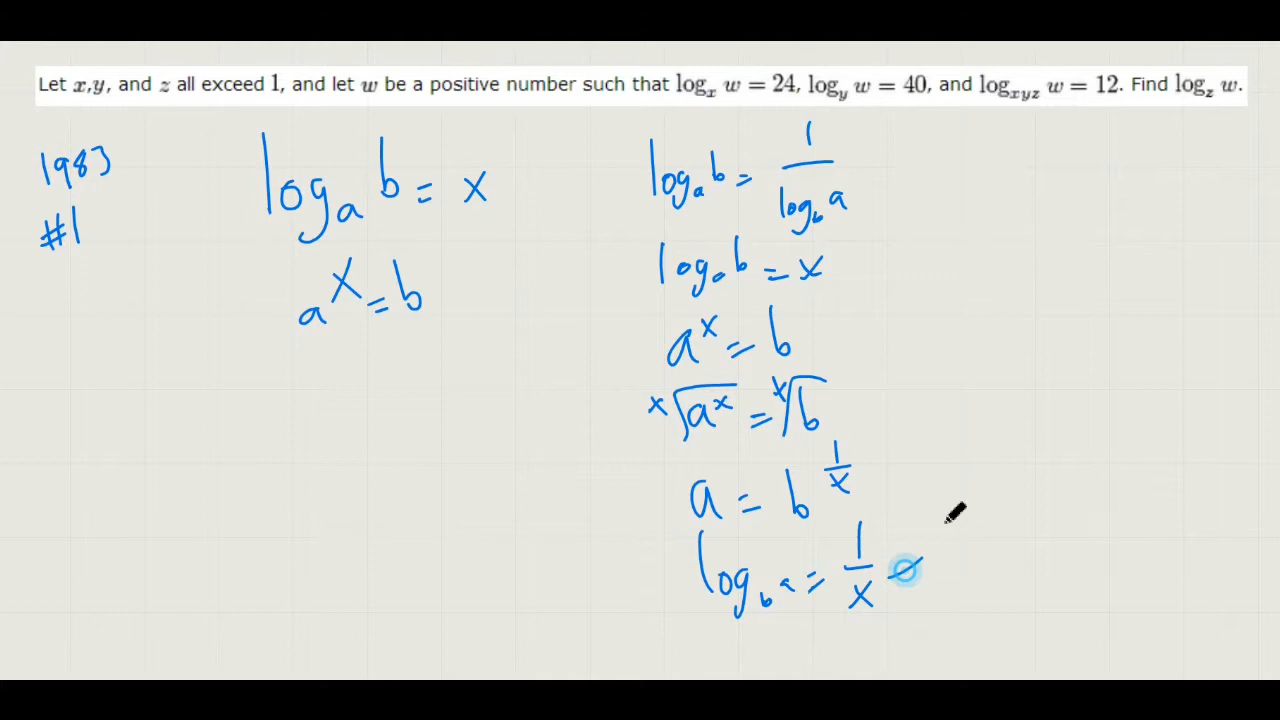 Let x,y, and z all exceed 1, and let w be a positive number such that log_x w = 24, log_y w = 40, and log_xyz w = 12. Find log_z w.
1983
#1
log_a b = x
a^x = b
log_a b = 1/log_b a
log_a b = x
a^x = b
x√a^x = x√b
a = b^1/x
log_b a = 1/x